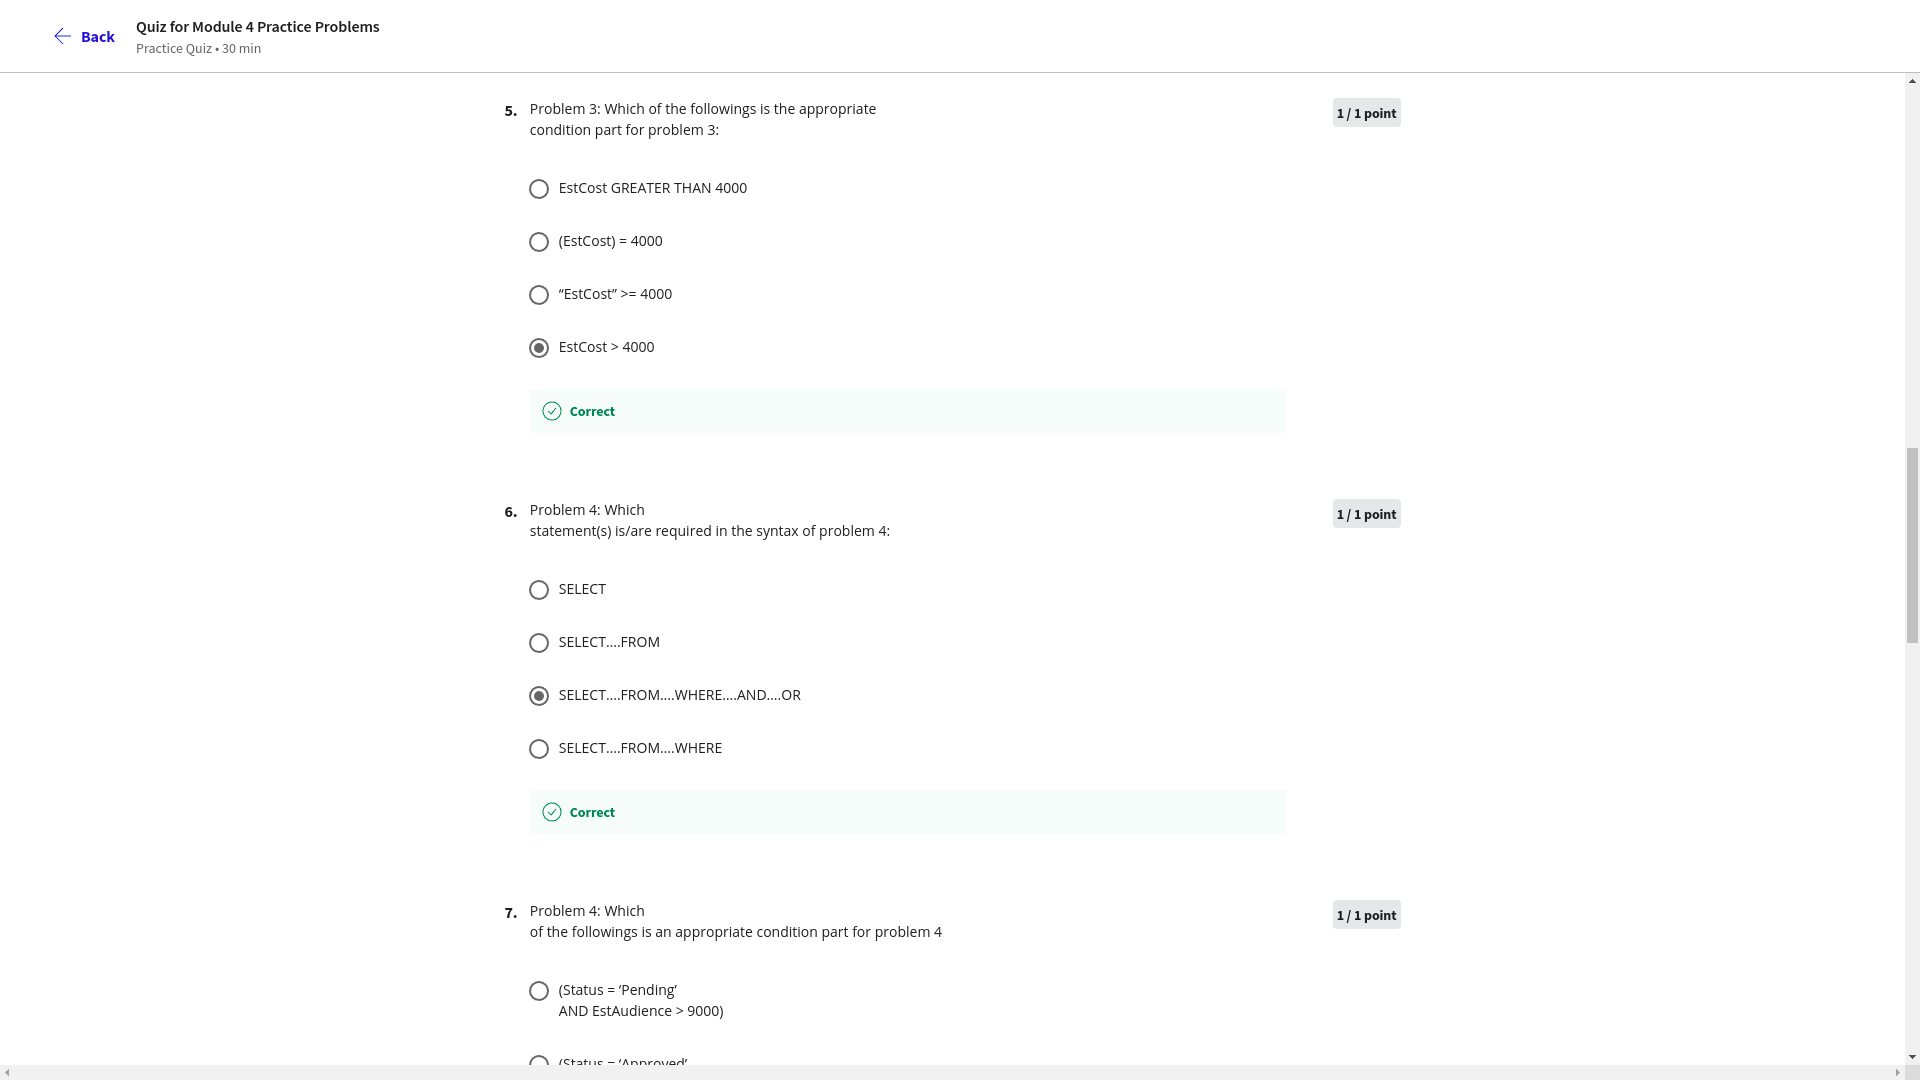 Back
Quiz for Module 4 Practice Problems
Practice Quiz • 30 min
5. Problem 3: Which of the followings is the appropriate
condition part for problem 3:
1 / 1 point
EstCost GREATER THAN 4000
(EstCost) = 4000
“EstCost” >= 4000
EstCost > 4000
Correct
6. Problem 4: Which
statement(s) is/are required in the syntax of problem 4:
1 / 1 point
SELECT
SELECT....FROM
SELECT....FROM....WHERE....AND....OR
SELECT....FROM....WHERE
Correct
7. Problem 4: Which
of the followings is an appropriate condition part for problem 4
1 / 1 point
(Status = ‘Pending’
AND EstAudience > 9000)
(Status = ‘Approved’